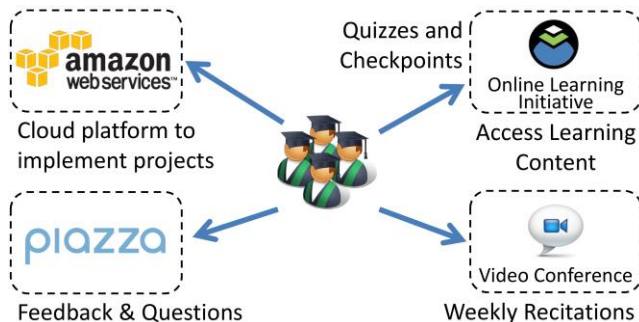 amazon
webservices™
Cloud platform to
implement projects
Quizzes and
Checkpoints
Online Learning
Initiative
Access Learning
Content
piazza
Feedback & Questions
Video Conference
Weekly Recitations